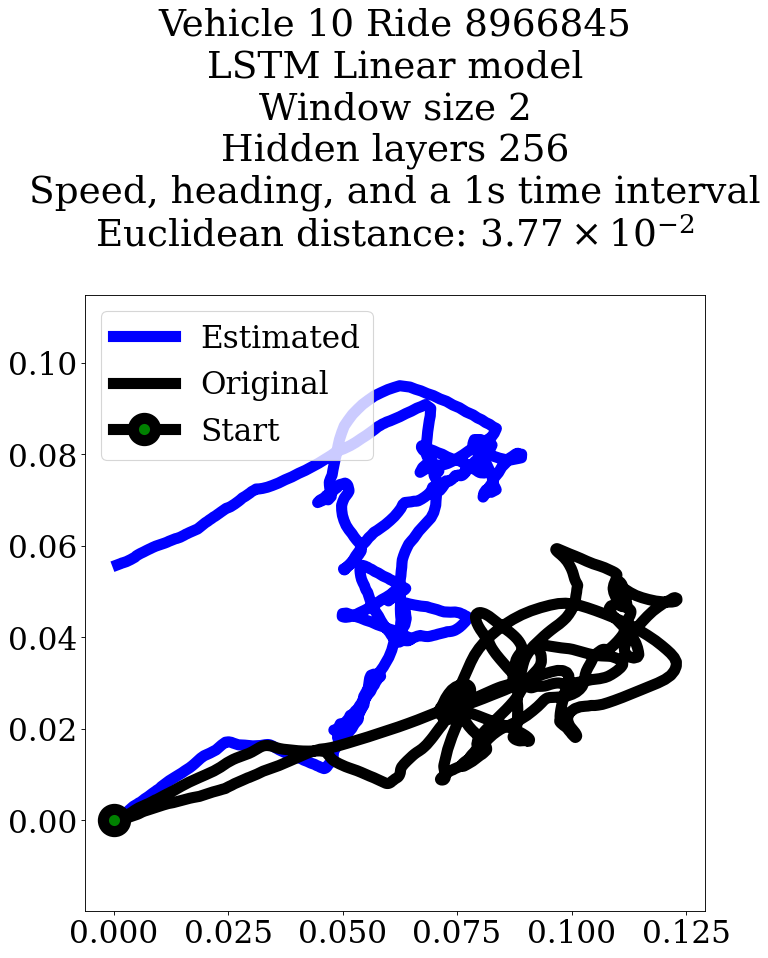 Vehicle 10 Ride 8966845
LSTM Linear model
Window size 2
Hidden layers 256
Speed, heading, and a 1s time interval
Euclidean distance: 3.77 × 10⁻²
Estimated
Original
Start
0.10
0.08
0.06
0.04
0.02
0.00
0.000 0.025 0.050 0.075 0.100 0.125